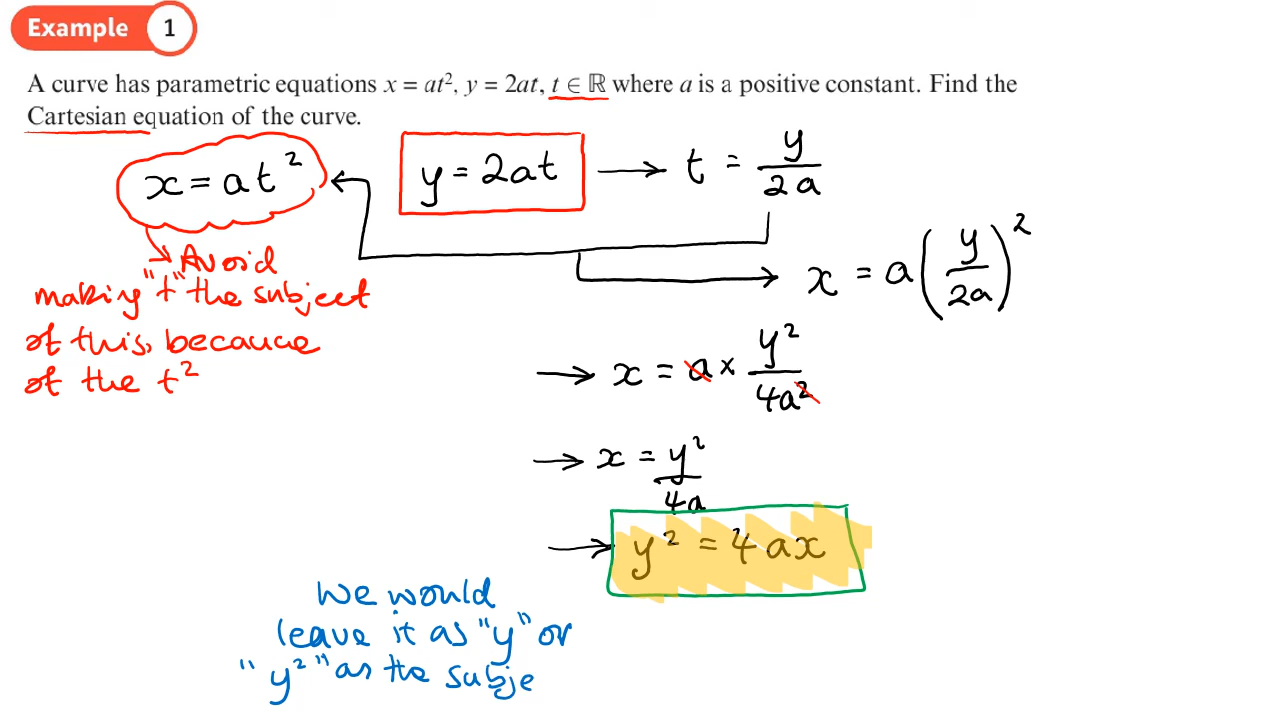 Example 1
A curve has parametric equations x = at², y = 2at, t ∈ ℝ where a is a positive constant. Find the
Cartesian equation of the curve.
x = at² y = 2at → t = y/2a
→ Avoid
making "t" the subject
of this, because
of the t²
x = a(y/2a)²
→ x = a × y²/4a²
→ x = y²/4a
→ y² = 4ax
We would
leave it as "y" or
"y²" as the subje